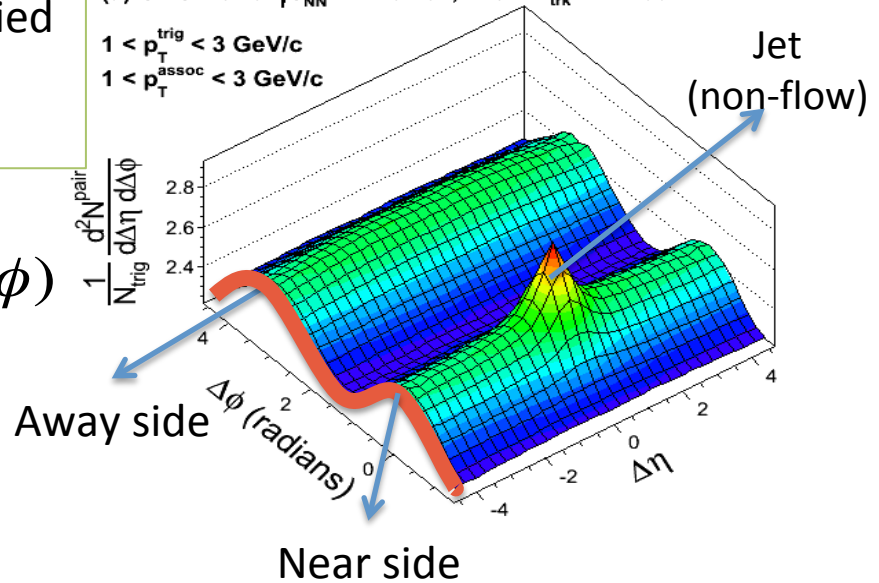 ied
NN
trk
1 < p_T^trig < 3 GeV/c
1 < p_T^assoc < 3 GeV/c
Jet
(non-flow)
1/N_trig d²N^pair/dΔη dΔϕ
2.8
2.6
2.4
ϕ)
4
2
0
Δϕ (radians)
-4
-2
0
2
4
Δη
Away side
Near side